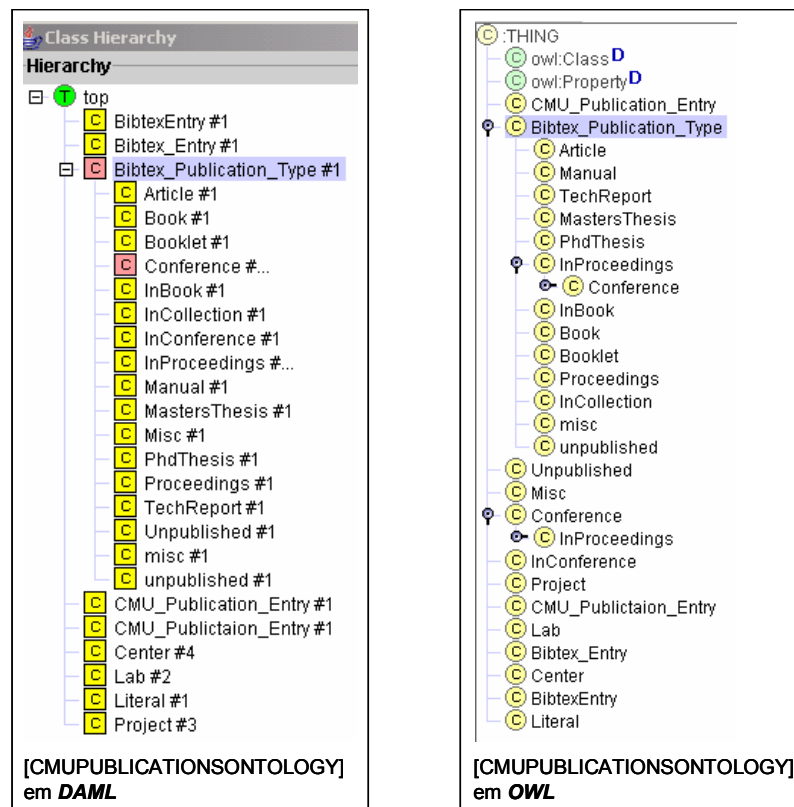 Class Hierarchy
Hierarchy
T top
C BibtexEntry #1
C Bibtex_Entry #1
C Bibtex_Publication_Type #1
C Article #1
C Book #1
C Booklet #1
C Conference #...
C InBook #1
C InCollection #1
C InConference #1
C InProceedings #...
C Manual #1
C MastersThesis #1
C Misc #1
C PhdThesis #1
C Proceedings #1
C TechReport #1
C Unpublished #1
C misc #1
C unpublished #1
C CMU_Publication_Entry #1
C CMU_Publictaion_Entry #1
C Center #4
C Lab #2
C Literal #1
C Project #3
[CMUPUBLICATIONSONTOLOGY]
em DAML
C :THING
C owl:Class D
C owl:Property D
C CMU_Publication_Entry
C Bibtex_Publication_Type
C Article
C Manual
C TechReport
C MastersThesis
C PhdThesis
C InProceedings
C Conference
C InBook
C Book
C Booklet
C Proceedings
C InCollection
C misc
C unpublished
C Unpublished
C Misc
C Conference
C InProceedings
C InConference
C Project
C CMU_Publictaion_Entry
C Lab
C Bibtex_Entry
C Center
C BibtexEntry
C Literal
[CMUPUBLICATIONSONTOLOGY]
em OWL